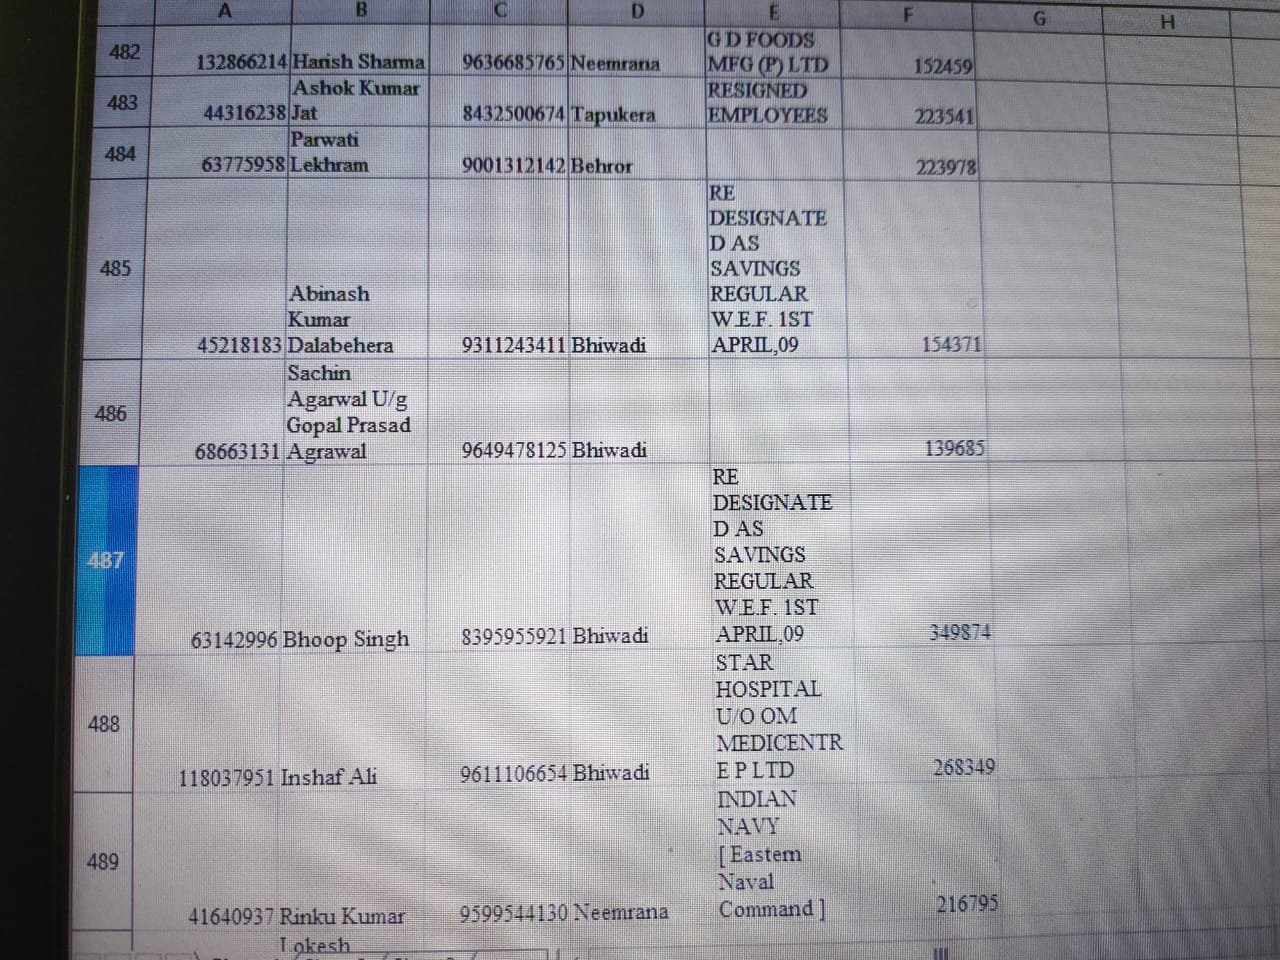 A B C D E F G H
482 132866214 Harish Sharma 9636685765 Neemrana G D FOODS MFG (P) LTD 152459
483 44316238 Ashok Kumar Jat 8432500674 Tapukera RESIGNED EMPLOYEES 223541
484 63775958 Parwati Lekhram 9001312142 Behror 223978
485 45218183 Abinash Kumar Dalabehera 9311243411 Bhiwadi RE DESIGNATE D AS SAVINGS REGULAR W.E.F. 1ST APRIL,09 154371
486 68663131 Sachin Agarwal U/g Gopal Prasad Agrawal 9649478125 Bhiwadi 139685
487 63142996 Bhoop Singh 8395955921 Bhiwadi RE DESIGNATE D AS SAVINGS REGULAR W.E.F. 1ST APRIL,09 349874
488 118037951 Inshaf Ali 9611106654 Bhiwadi STAR HOSPITAL U/O OM MEDICENTR E P LTD 268349
489 41640937 Rinku Kumar 9599544130 Neemrana INDIAN NAVY [ Eastern Naval Command ] 216795
Lokesh